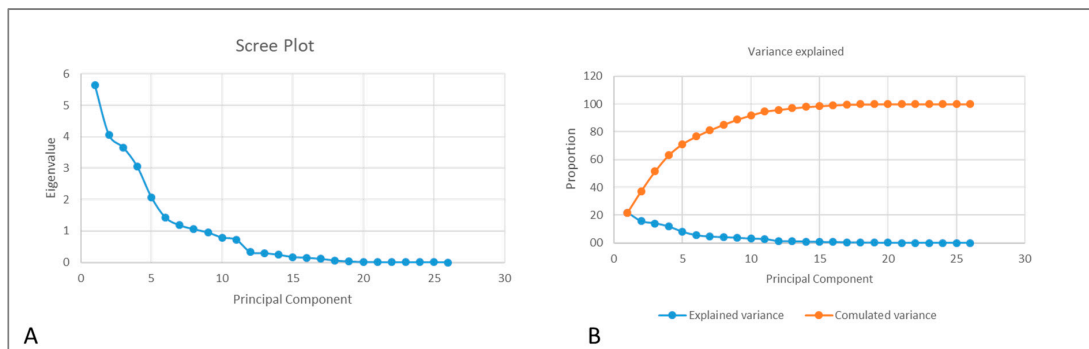 Scree Plot
6
5
4
3
2
1
0
Eigenvalue
0 5 10 15 20 25 30
Principal Component
A
Variance explained
120
100
80
60
40
20
00
Proportion
0 5 10 15 20 25 30
Principal Component
Explained variance Comulated variance
B